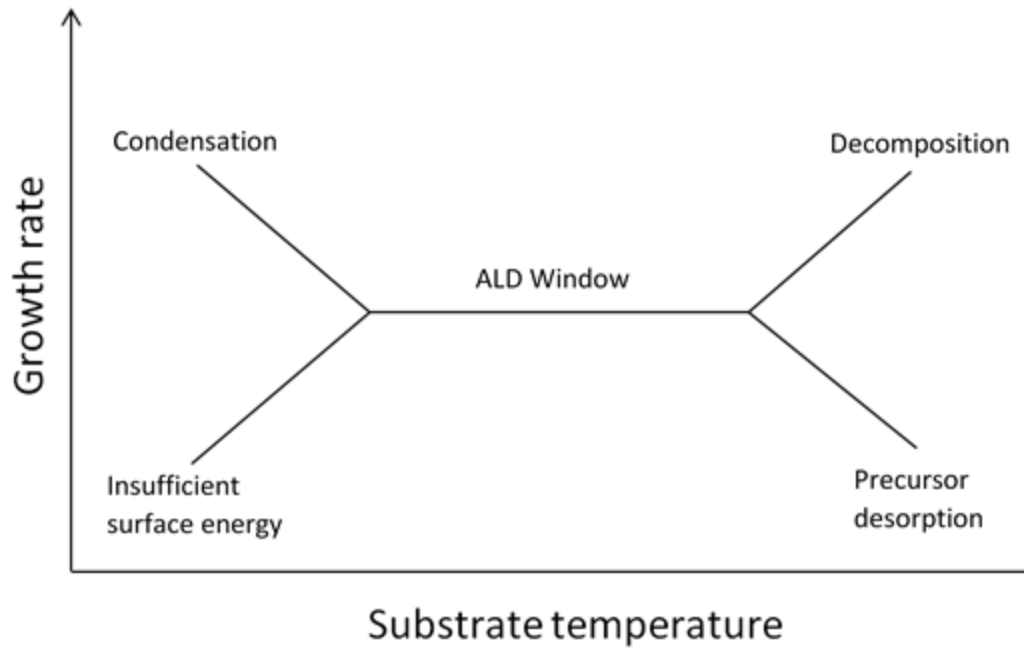 Condensation
Decomposition
ALD Window
Growth rate
Insufficient
surface energy
Precursor
desorption
Substrate temperature